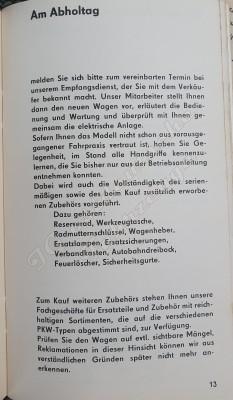 Am Abholtag
melden Sie sich bitte zum vereinbarten Termin bei
unserem Empfangsdienst, der Sie mit dem Verkäu-
fer bekannt macht. Unser Mitarbeiter stellt Ihnen
dann den neuen Wagen vor, erläutert die Bedie-
nung und Wartung und überprüft mit Ihnen ge-
meinsam die elektrische Anlage.
Sofern Ihnen das Modell nicht schon aus vorausge-
gangener Fahrpraxis vertraut ist, haben Sie Ge-
legenheit, im Stand alle Handgriffe kennenzu-
lernen, die Sie bisher nur aus der Betriebsanleitung
entnehmen konnten.
Dabei wird auch die Vollständigkeit des serien-
mäßigen sowie des beim Kauf zusätzlich erworbe-
nen Zubehörs vorgeführt.
Dazu gehören:
Reserverad, Werkzeugtasche,
Radmutternschlüssel, Wagenheber,
Ersatzlampen, Ersatzsicherungen,
Verbandkasten, Autobahndreibock,
Feuerlöscher, Sicherheitsgurte.
Zum Kauf weiteren Zubehörs stehen Ihnen unsere
Fachgeschäfte für Ersatzteile und Zubehör mit reich-
haltigen Sortimenten, die auf die verschiedenen
PKW-Typen abgestimmt sind, zur Verfügung.
Prüfen Sie den Wagen auf evtl. sichtbare Mängel,
Reklamationen in dieser Hinsicht können wir aus
verständlichen Gründen später nicht mehr an-
erkennen.
13